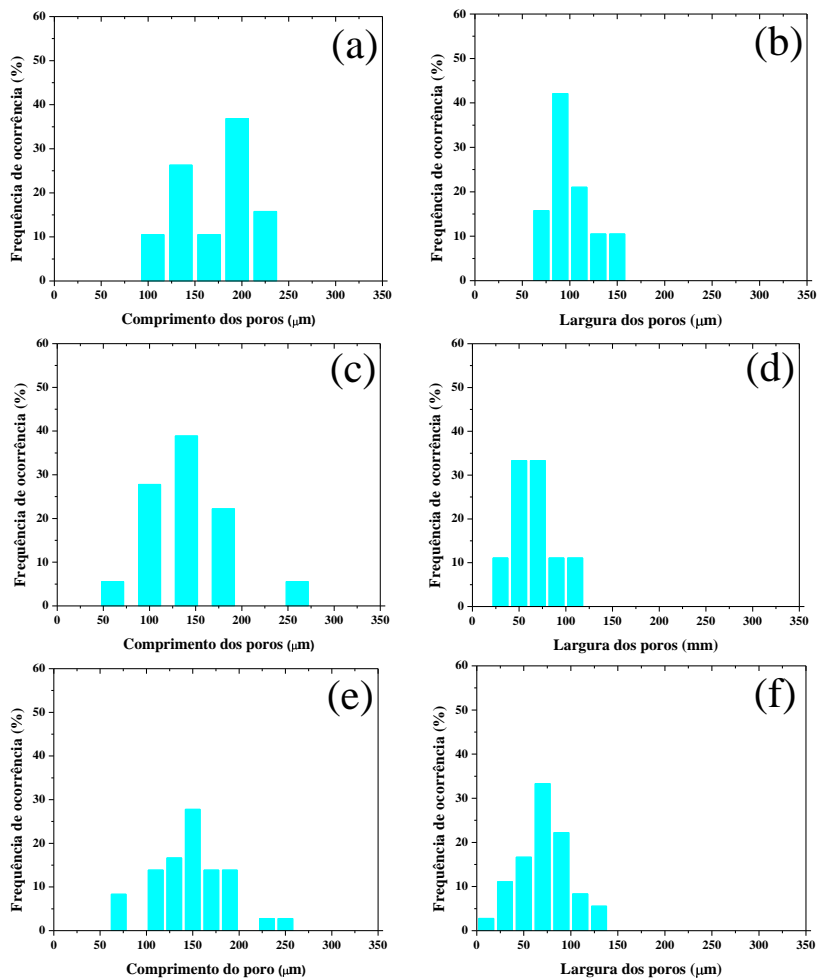 (a)
Frequência de ocorrência (%)
60
50
40
30
20
10
0
0 50 100 150 200 250 300 350
Comprimento dos poros (μm)
(b)
Frequência de ocorrência (%)
60
50
40
30
20
10
0
0 50 100 150 200 250 300 350
Largura dos poros (μm)
(c)
Frequência de ocorrência (%)
60
50
40
30
20
10
0
0 50 100 150 200 250 300 350
Comprimento dos poros (μm)
(d)
Frequência de ocorrência (%)
60
50
40
30
20
10
0
0 50 100 150 200 250 300 350
Largura dos poros (mm)
(e)
Frequência de ocorrência (%)
60
50
40
30
20
10
0
0 50 100 150 200 250 300 350
Comprimento do poro (μm)
(f)
Frequência de ocorrência (%)
60
50
40
30
20
10
0
0 50 100 150 200 250 300 350
Largura dos poros (μm)